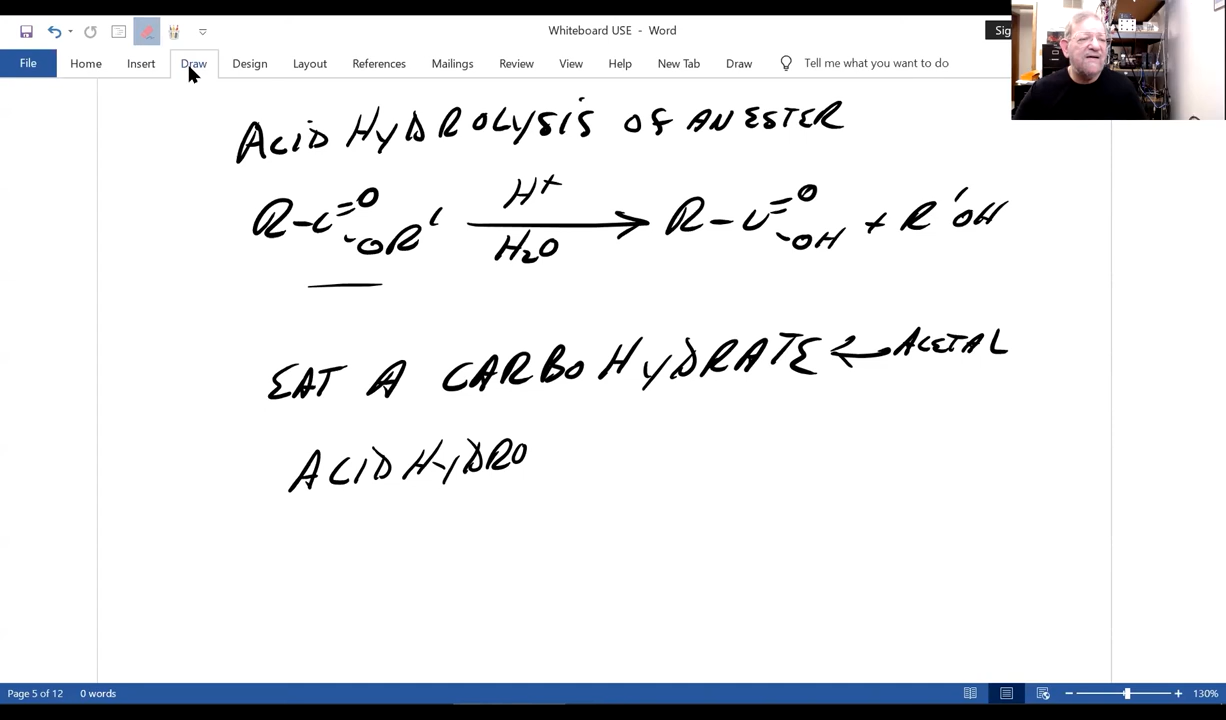 Whiteboard USE - Word
Sig
File Home Insert Draw Design Layout References Mailings Review View Help New Tab Draw Tell me what you want to do
ACID HYDROLYSIS OF AN ESTER
R-C=O OR' H+ H2O → R-C=O -OH + R'OH
EAT A CARBOHYDRATE ← ACETAL
ACID HYDRO
Page 5 of 12 0 words 130%